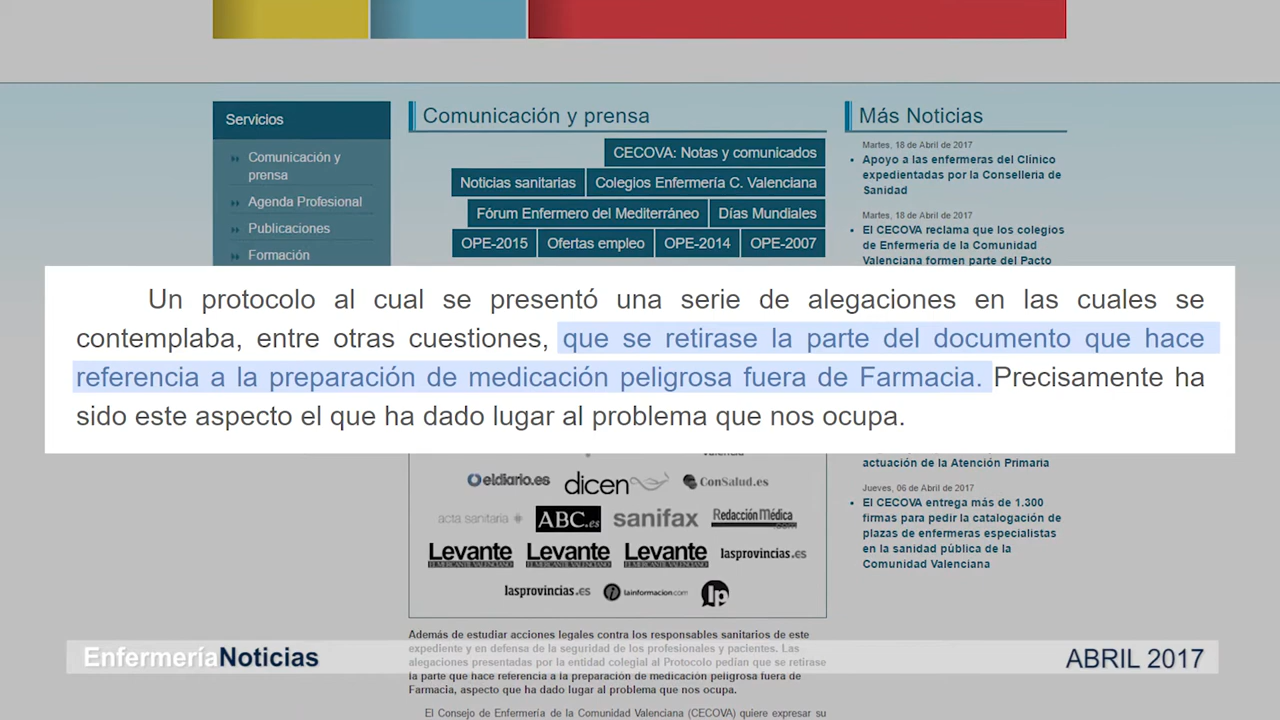 Servicios
Comunicación y
prensa
Agenda Profesional
Publicaciones
Formación
Comunicación y prensa
CECOVA: Notas y comunicados
Noticias sanitarias
Colegios Enfermería C. Valenciana
Fórum Enfermero del Mediterráneo
Días Mundiales
OPE-2015
Ofertas empleo
OPE-2014
OPE-2007
Más Noticias
Martes, 18 de Abril de 2017
Apoyo a las enfermeras del Clínico
expedientadas por la Conselleria de
Sanidad
Martes, 18 de Abril de 2017
El CECOVA reclama que los colegios
de Enfermería de la Comunidad
Valenciana formen parte del Pacto
Un protocolo al cual se presentó una serie de alegaciones en las cuales se
contemplaba, entre otras cuestiones, que se retirase la parte del documento que hace
referencia a la preparación de medicación peligrosa fuera de Farmacia. Precisamente ha
sido este aspecto el que ha dado lugar al problema que nos ocupa.
actuación de la Atención Primaria
Jueves, 06 de Abril de 2017
El CECOVA entrega más de 1.300
firmas para pedir la catalogación de
plazas de enfermeras especialistas
en la sanidad pública de la
Comunidad Valenciana
eldiario.es
dicen
ConSalud.es
acta sanitaria
ABC.es
sanifax
Redacción Médica
.com
Levante
EL MERCANTIL VALENCIANO
Levante
EL MERCANTIL VALENCIANO
Levante
EL MERCANTIL VALENCIANO
lasprovincias.es
lasprovincias.es
lainformacion.com
lp
Además de estudiar acciones legales contra los responsables sanitarios de este
expediente y en defensa de la seguridad de los profesionales y pacientes. Las
alegaciones presentadas por la entidad colegial al Protocolo pedían que se retirase
la parte que hace referencia a la preparación de medicación peligrosa fuera de
Farmacia, aspecto que ha dado lugar al problema que nos ocupa.
El Consejo de Enfermería de la Comunidad Valenciana (CECOVA) quiere expresar su
EnfermeríaNoticias
ABRIL 2017